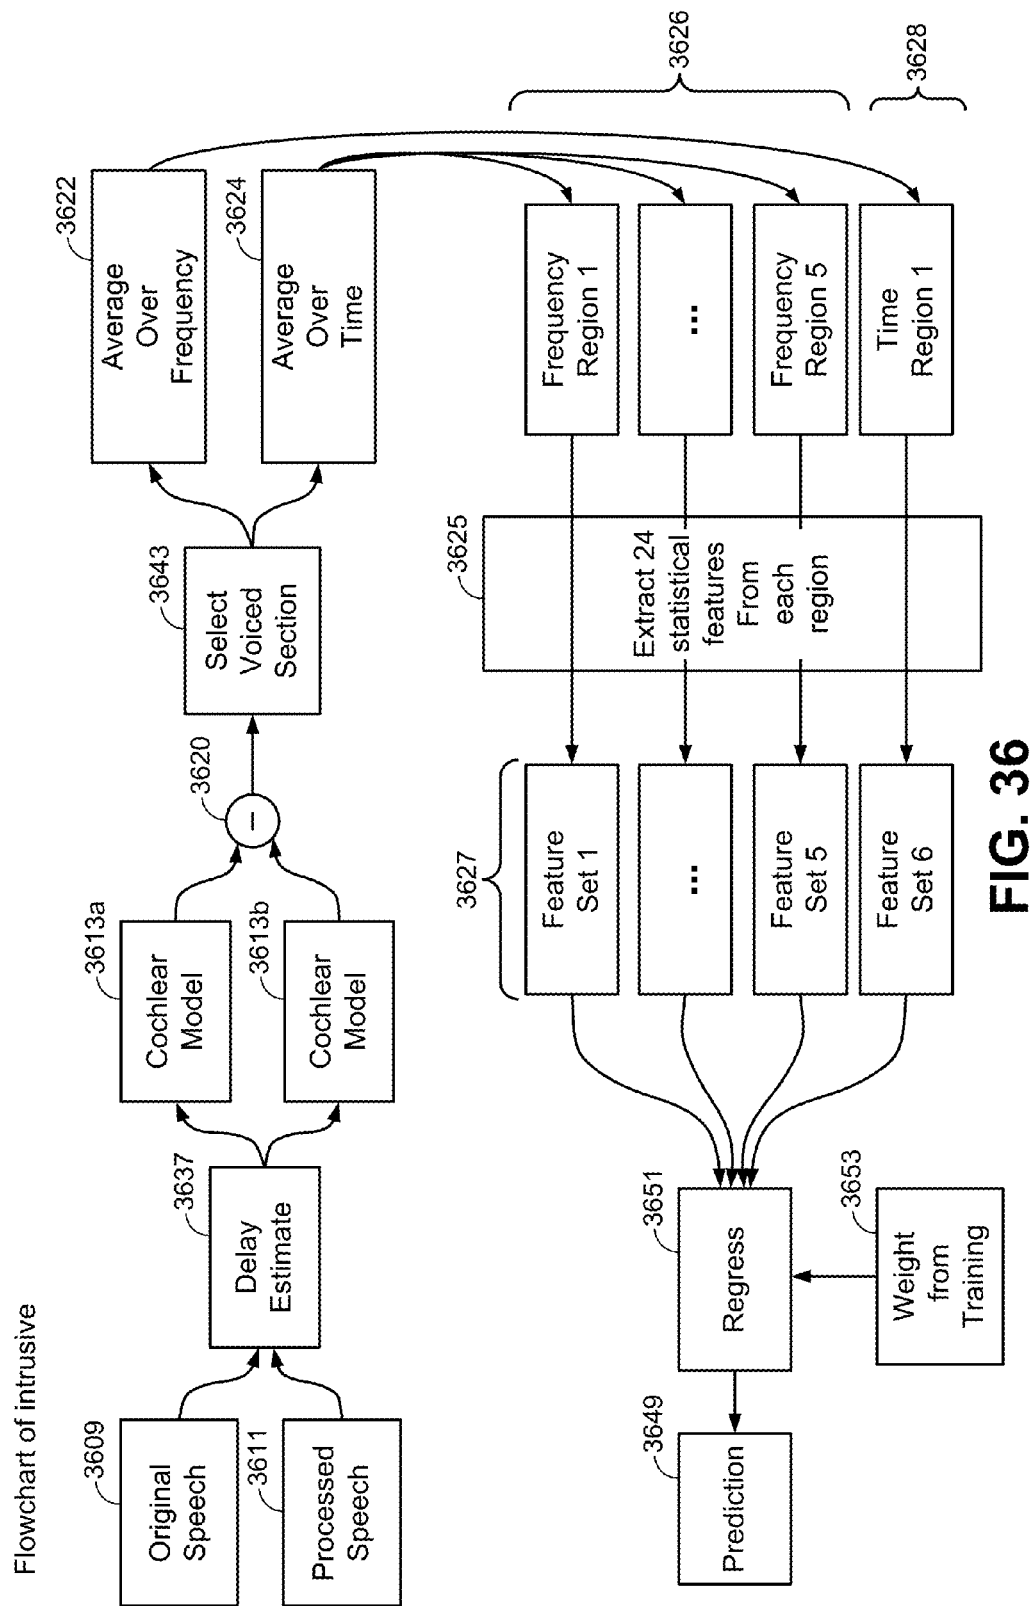 Flowchart of intrusive
3609
Original
Speech
3611
Processed
Speech
3637
Delay
Estimate
3613a
Cochlear
Model
3613b
Cochlear
Model
3620
−
3643
Select
Voiced
Section
3622
Average
Over
Frequency
3624
Average
Over
Time
3626
3628
Frequency
Region 1
...
Frequency
Region 5
Time
Region 1
3625
Extract 24
statistical
features
From
each
region
3627
Feature
Set 1
...
Feature
Set 5
Feature
Set 6
3651
Regress
3653
Weight
from
Training
3649
Prediction
FIG. 36